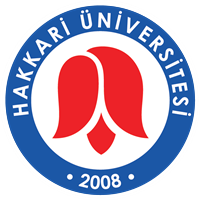 HAKKARİ ÜNİVERSİTESİ
• 2008 •